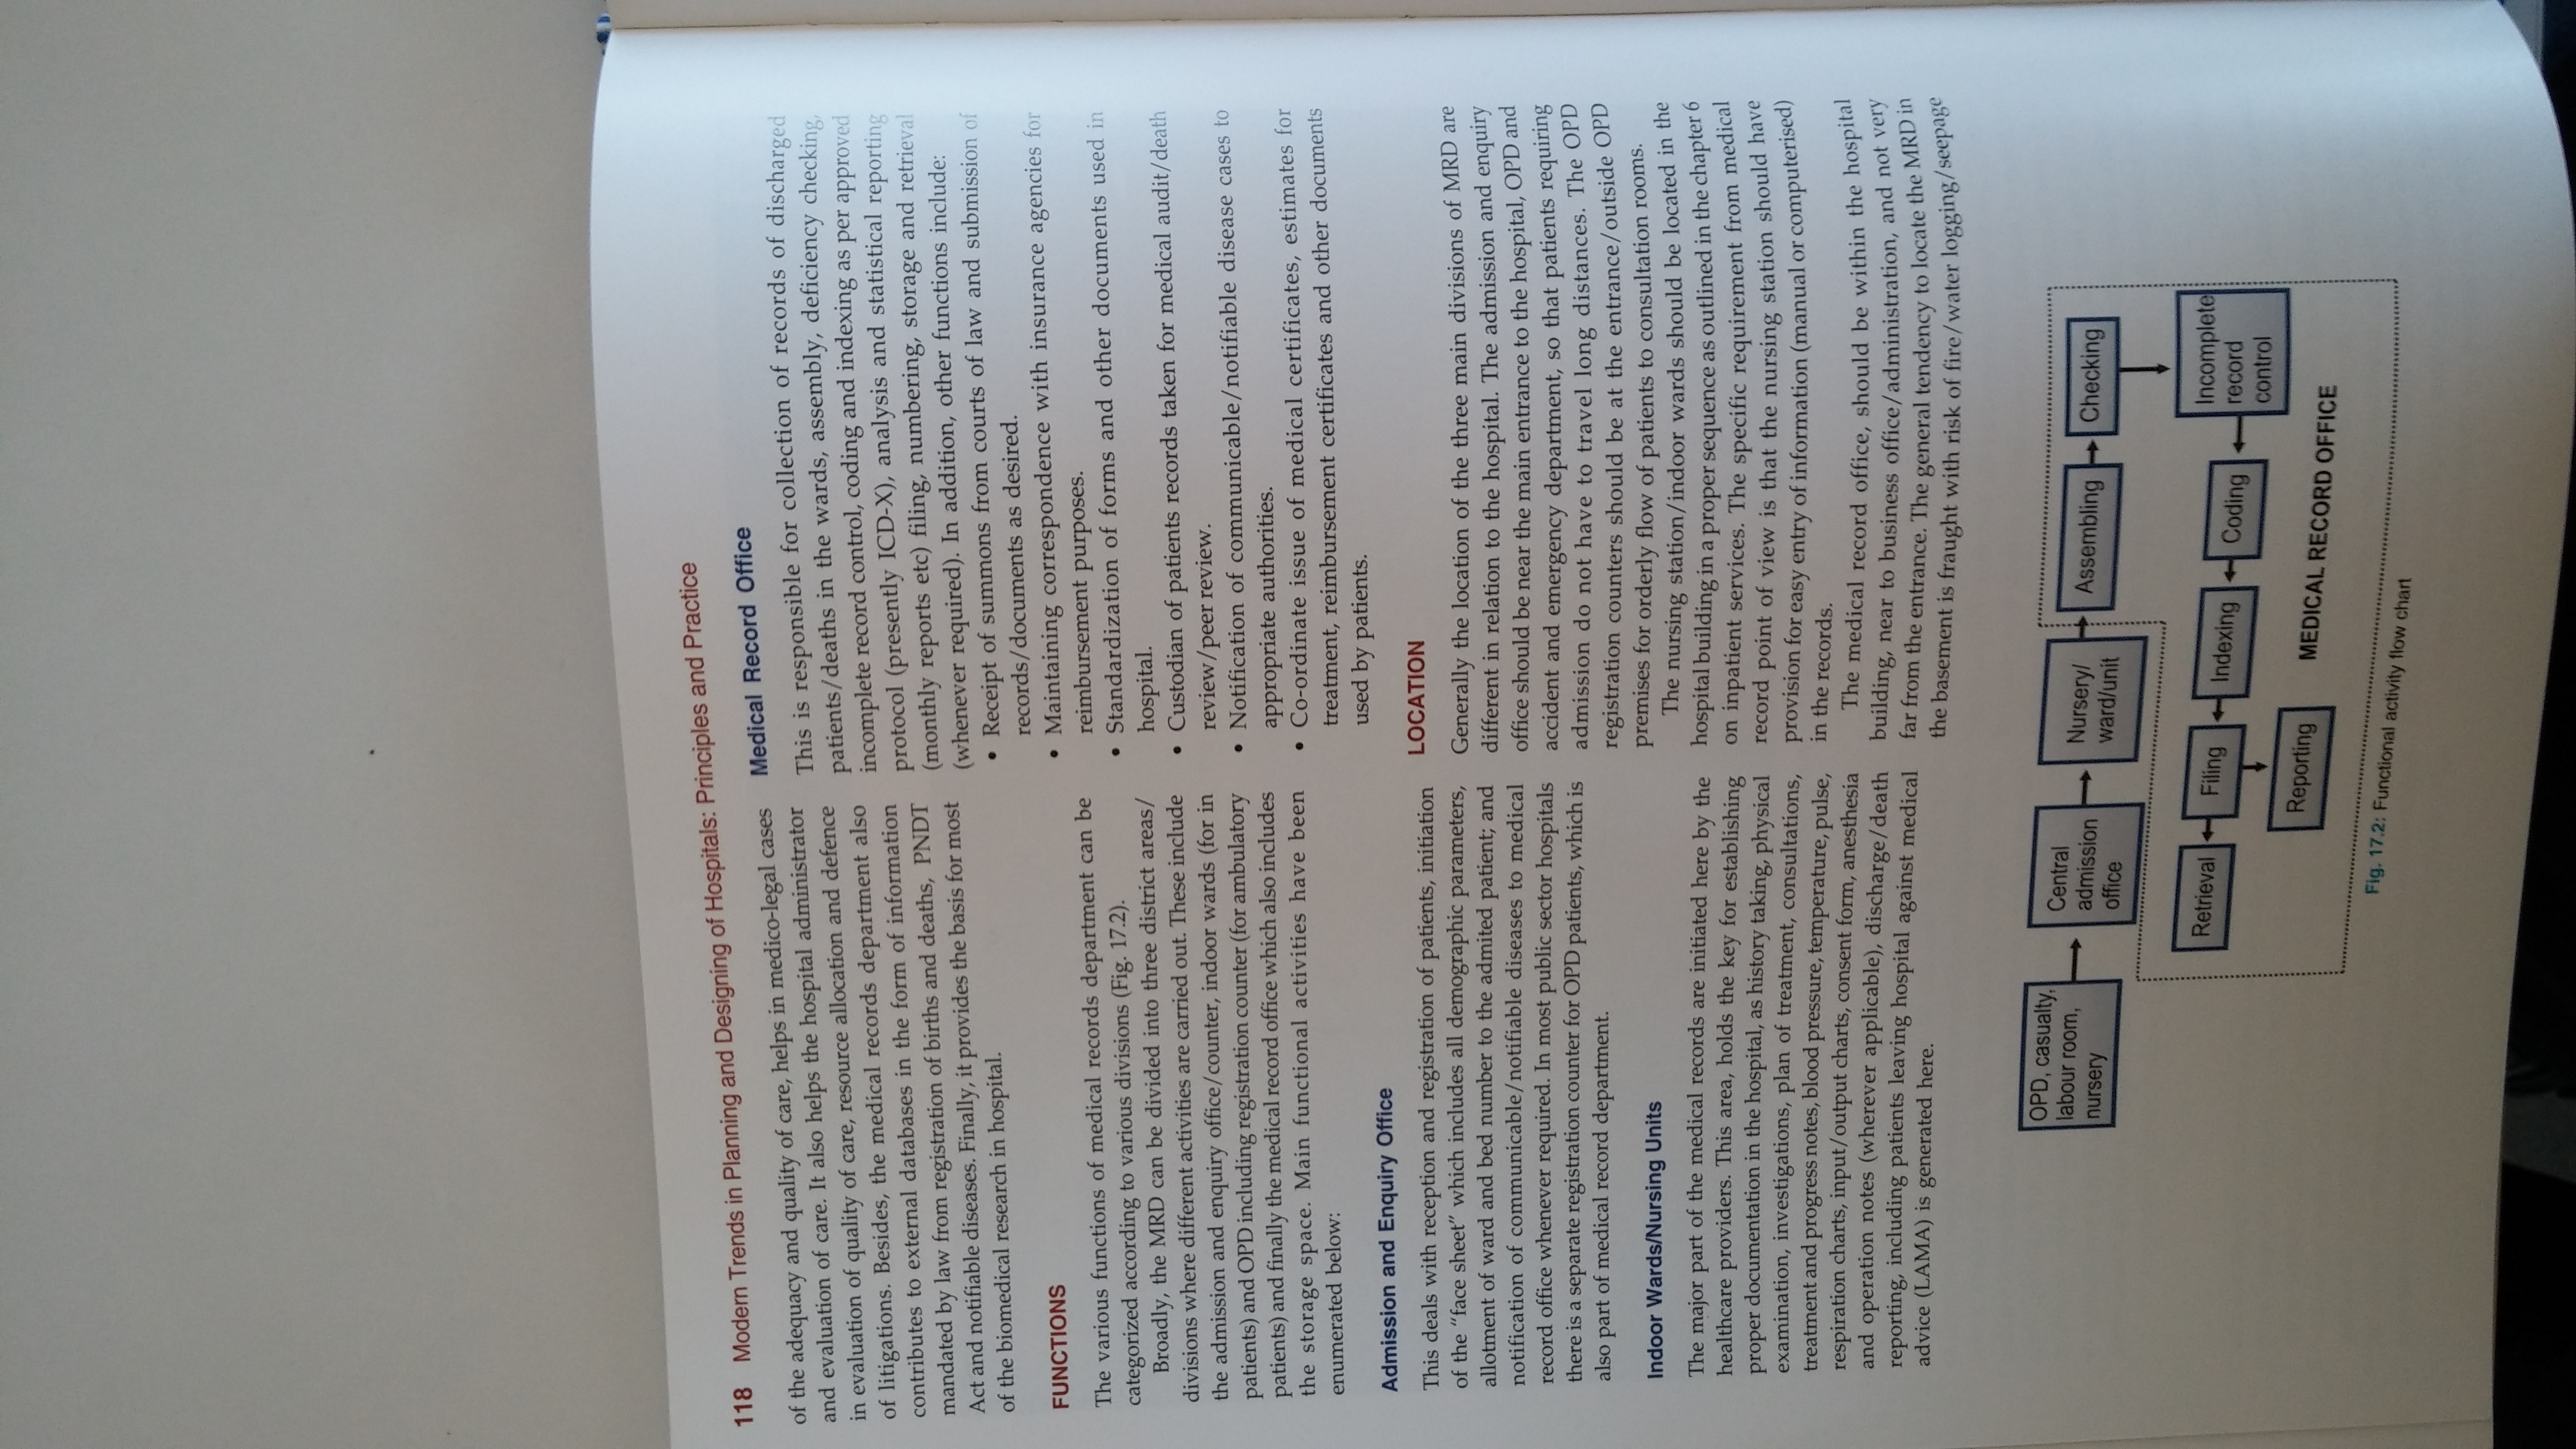 118 Modern Trends in Planning and Designing of Hospitals: Principles and Practice
of the adequacy and quality of care, helps in medico-legal cases
and evaluation of care. It also helps the hospital administrator
in evaluation of quality of care, resource allocation and defence
of litigations. Besides, the medical records department also
contributes to external databases in the form of information
mandated by law from registration of births and deaths, PNDT
Act and notifiable diseases. Finally, it provides the basis for most
of the biomedical research in hospital.
FUNCTIONS
The various functions of medical records department can be
categorized according to various divisions (Fig. 17.2).
Broadly, the MRD can be divided into three district areas/
divisions where different activities are carried out. These include
the admission and enquiry office/counter, indoor wards (for in
patients) and OPD including registration counter (for ambulatory
patients) and finally the medical record office which also includes
the storage space. Main functional activities have been
enumerated below:
Admission and Enquiry Office
This deals with reception and registration of patients, initiation
of the “face sheet” which includes all demographic parameters,
allotment of ward and bed number to the admited patient; and
notification of communicable/notifiable diseases to medical
record office whenever required. In most public sector hospitals
there is a separate registration counter for OPD patients, which is
also part of medical record department.
Indoor Wards/Nursing Units
The major part of the medical records are initiated here by the
healthcare providers. This area, holds the key for establishing
proper documentation in the hospital, as history taking, physical
examination, investigations, plan of treatment, consultations,
treatment and progress notes, blood pressure, temperature, pulse,
respiration charts, input/output charts, consent form, anesthesia
and operation notes (wherever applicable), discharge/death
reporting, including patients leaving hospital against medical
advice (LAMA) is generated here.
Medical Record Office
This is responsible for collection of records of discharged
patients/deaths in the wards, assembly, deficiency checking,
incomplete record control, coding and indexing as per approved
protocol (presently ICD-X), analysis and statistical reporting
(monthly reports etc) filing, numbering, storage and retrieval
(whenever required). In addition, other functions include:
• Receipt of summons from courts of law and submission of
records/documents as desired.
• Maintaining correspondence with insurance agencies for
reimbursement purposes.
• Standardization of forms and other documents used in
hospital.
• Custodian of patients records taken for medical audit/death
review/peer review.
• Notification of communicable/notifiable disease cases to
appropriate authorities.
• Co-ordinate issue of medical certificates, estimates for
treatment, reimbursement certificates and other documents
used by patients.
LOCATION
Generally the location of the three main divisions of MRD are
different in relation to the hospital. The admission and enquiry
office should be near the main entrance to the hospital, OPD and
accident and emergency department, so that patients requiring
admission do not have to travel long distances. The OPD
registration counters should be at the entrance/outside OPD
premises for orderly flow of patients to consultation rooms.
The nursing station/indoor wards should be located in the
hospital building in a proper sequence as outlined in the chapter 6
on inpatient services. The specific requirement from medical
record point of view is that the nursing station should have
provision for easy entry of information (manual or computerised)
in the records.
The medical record office, should be within the hospital
building, near to business office/administration, and not very
far from the entrance. The general tendency to locate the MRD in
the basement is fraught with risk of fire/water logging/seepage
OPD, casualty,
labour room,
nursery
Central
admission
office
Nursery/
ward/unit
Assembling
Checking
Incomplete
record
control
Coding
Indexing
Filing
Retrieval
Reporting
MEDICAL RECORD OFFICE
Fig. 17.2: Functional activity flow chart